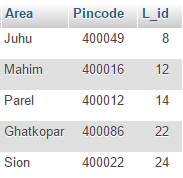 Area Pincode L_id
Juhu 400049 8
Mahim 400016 12
Parel 400012 14
Ghatkopar 400086 22
Sion 400022 24